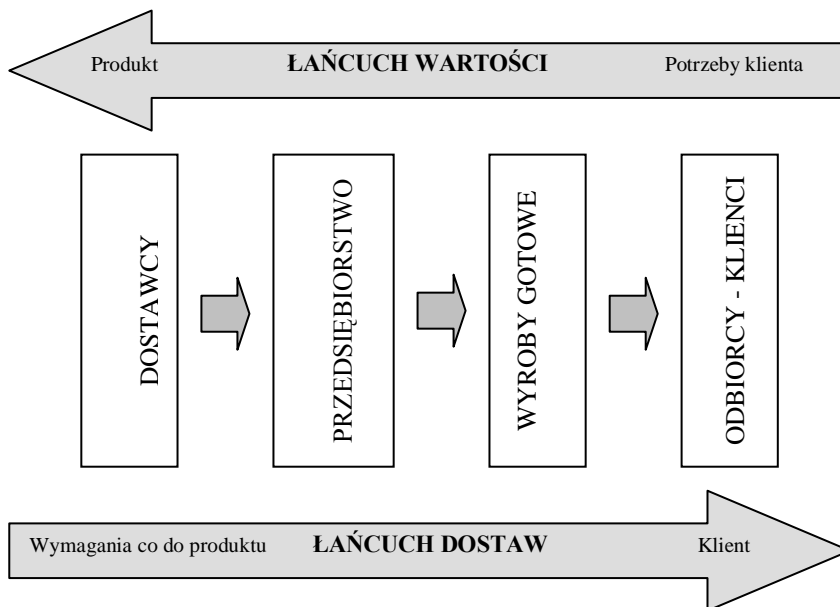 Produkt ŁAŃCUCH WARTOŚCI Potrzeby klienta
DOSTAWCY
PRZEDSIĘBIORSTWO
WYROBY GOTOWE
ODBIORCY - KLIENCI
Wymagania co do produktu ŁAŃCUCH DOSTAW Klient